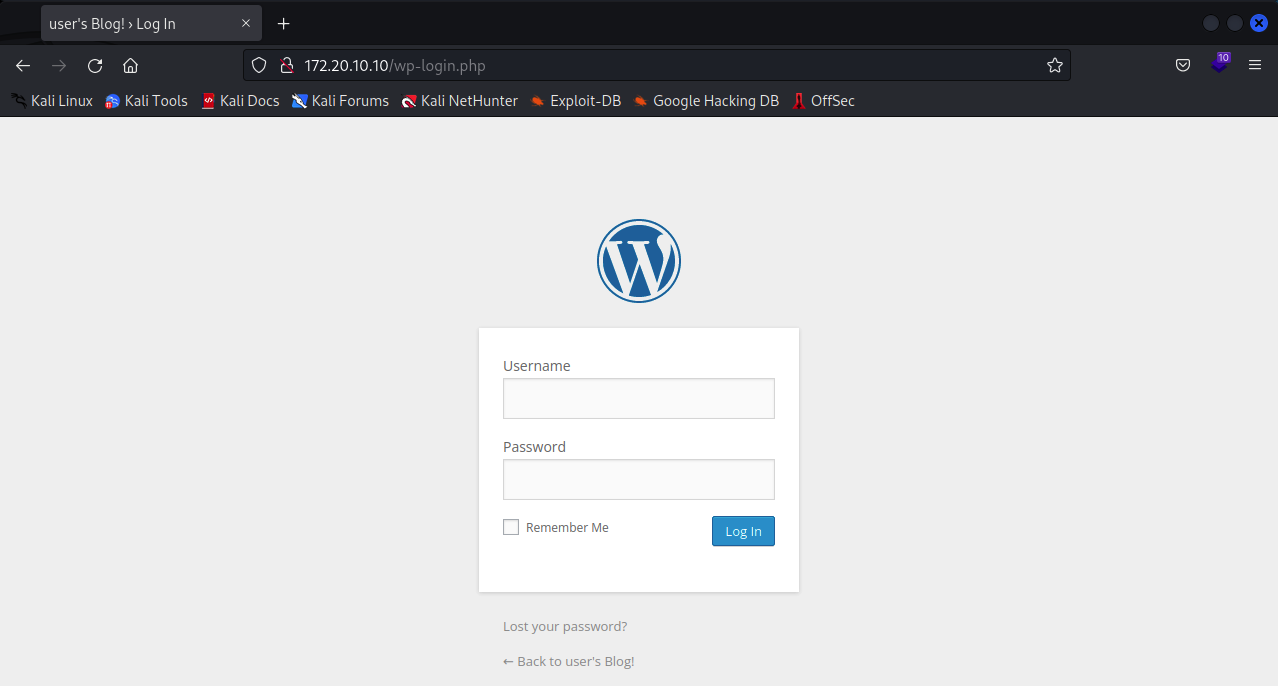 user's Blog! › Log In
172.20.10.10/wp-login.php
10
Kali Linux Kali Tools Kali Docs Kali Forums Kali NetHunter Exploit-DB Google Hacking DB OffSec
Username
Password
Remember Me Log In
Lost your password?
← Back to user's Blog!